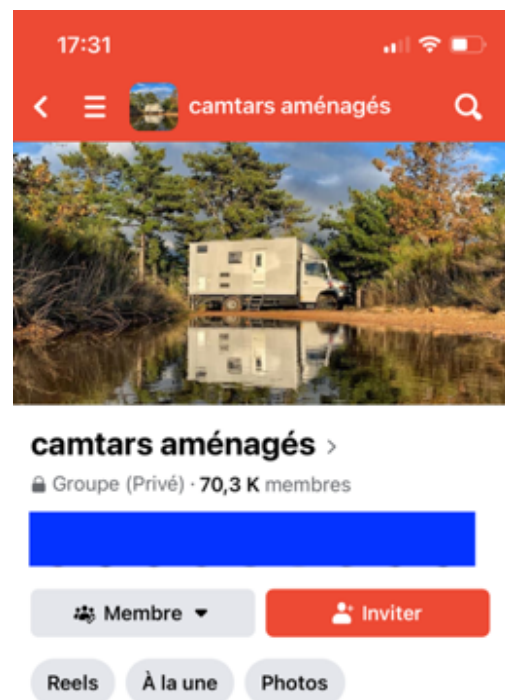 17:31
camtars aménagés
camtars aménagés
Groupe (Privé) · 70,3 K membres
Membre
Inviter
Reels
À la une
Photos